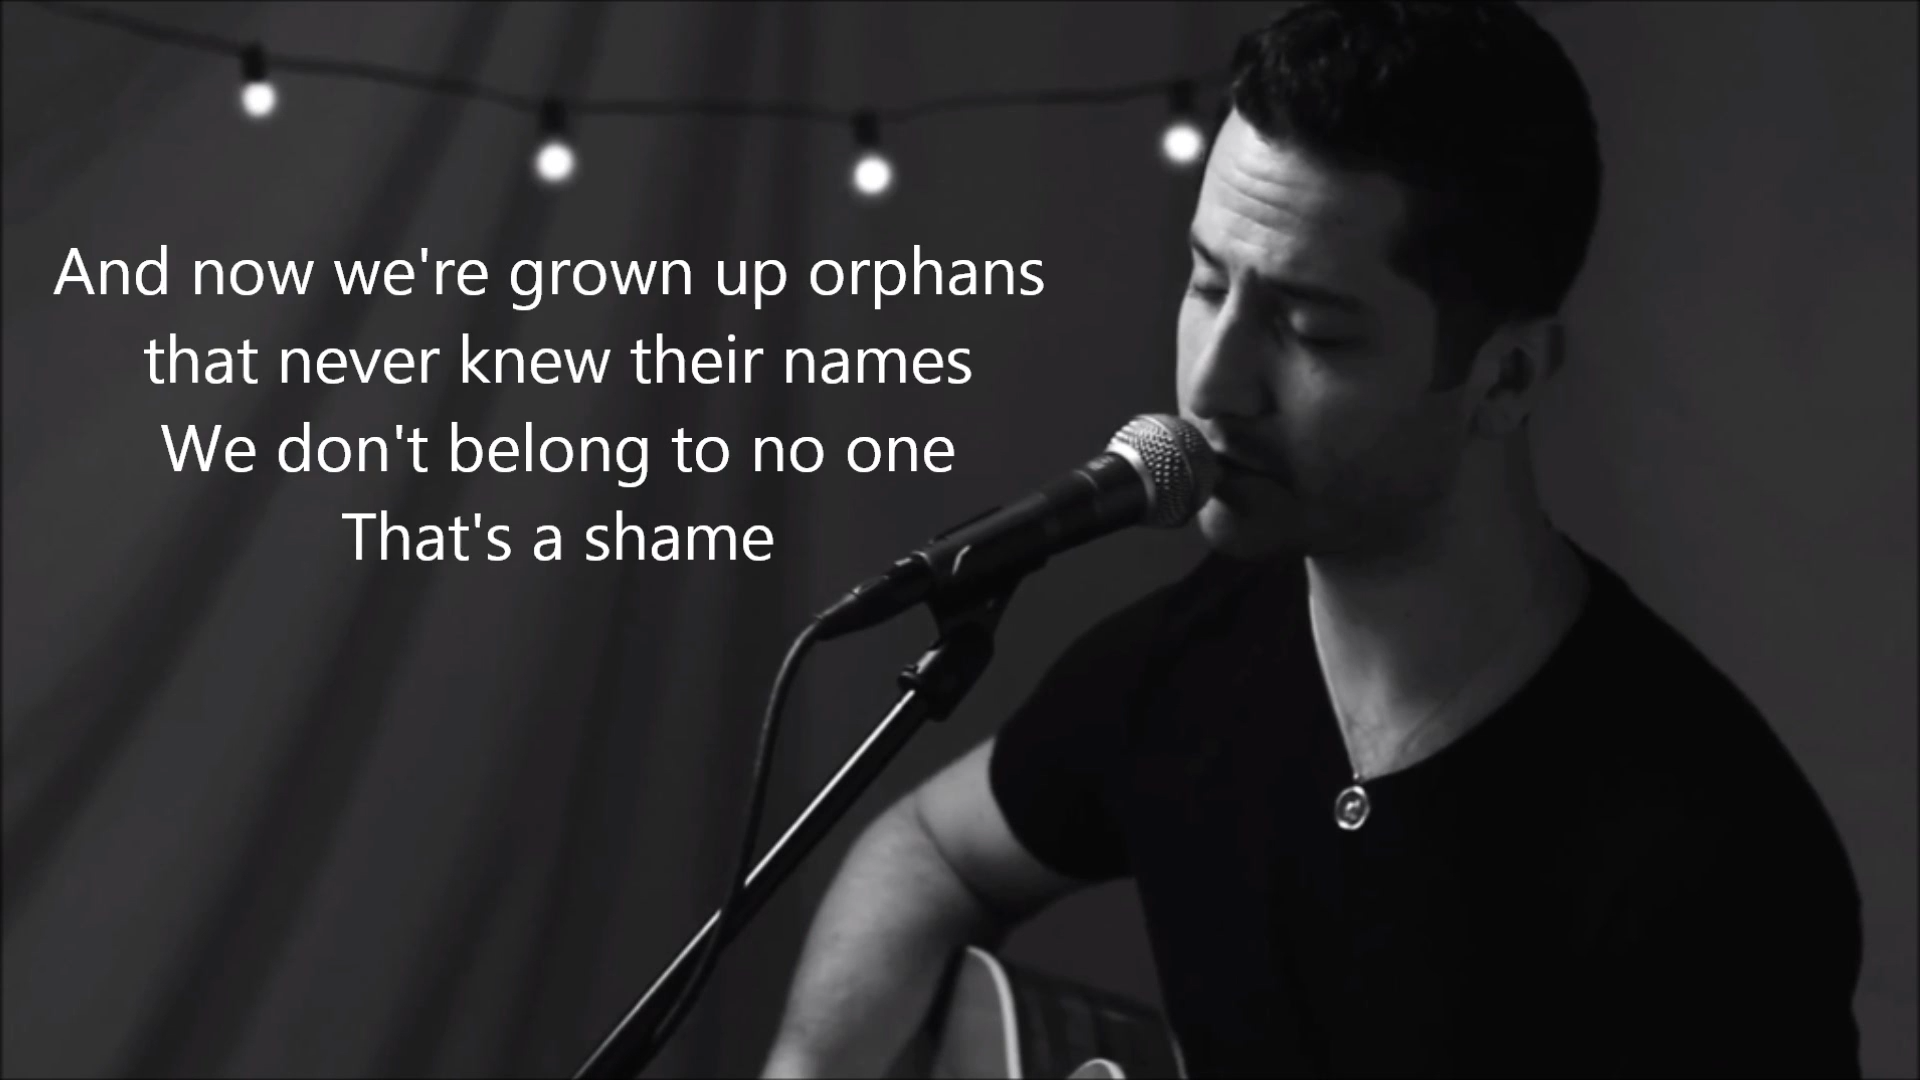 And now we're grown up orphans
that never knew their names
We don't belong to no one
That's a shame